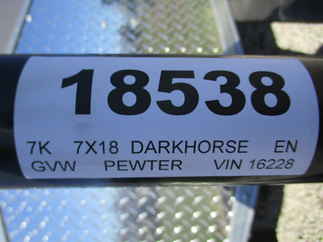 18538
7K 7X18 DARKHORSE EN
GVW PEWTER VIN 16228